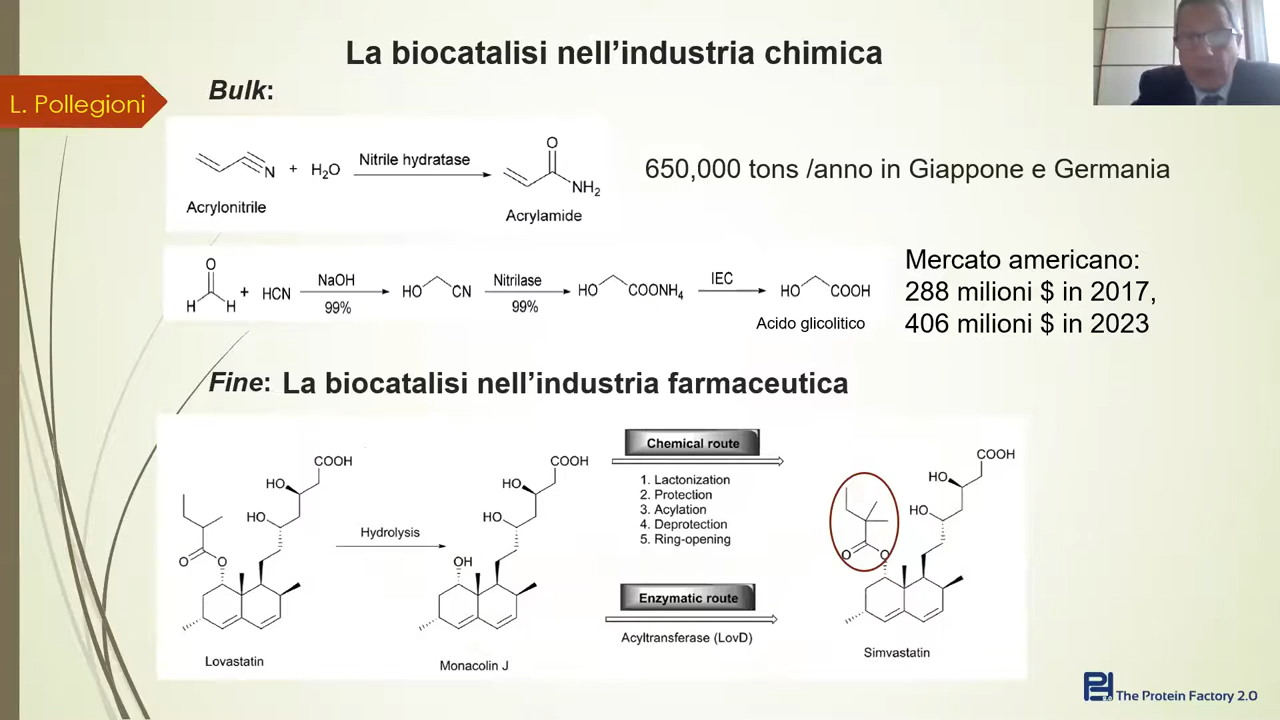 La biocatalisi nell’industria chimica
L. Pollegioni
Bulk:
N
+ H₂O
Nitrile hydratase
O
NH₂
Acrylonitrile
Acrylamide
650,000 tons /anno in Giappone e Germania
O
H H
+ HCN
NaOH
99%
HO CN
Nitrilase
99%
HO COONH₄
IEC
HO COOH
Acido glicolitico
Mercato americano:
288 milioni $ in 2017,
406 milioni $ in 2023
Fine: La biocatalisi nell’industria farmaceutica
COOH
HO
HO
O O
Lovastatin
Hydrolysis
COOH
HO
HO
OH
Monacolin J
Chemical route
1. Lactonization
2. Protection
3. Acylation
4. Deprotection
5. Ring-opening
Enzymatic route
Acyltransferase (LovD)
COOH
HO
HO
O O
Simvastatin
The Protein Factory 2.0